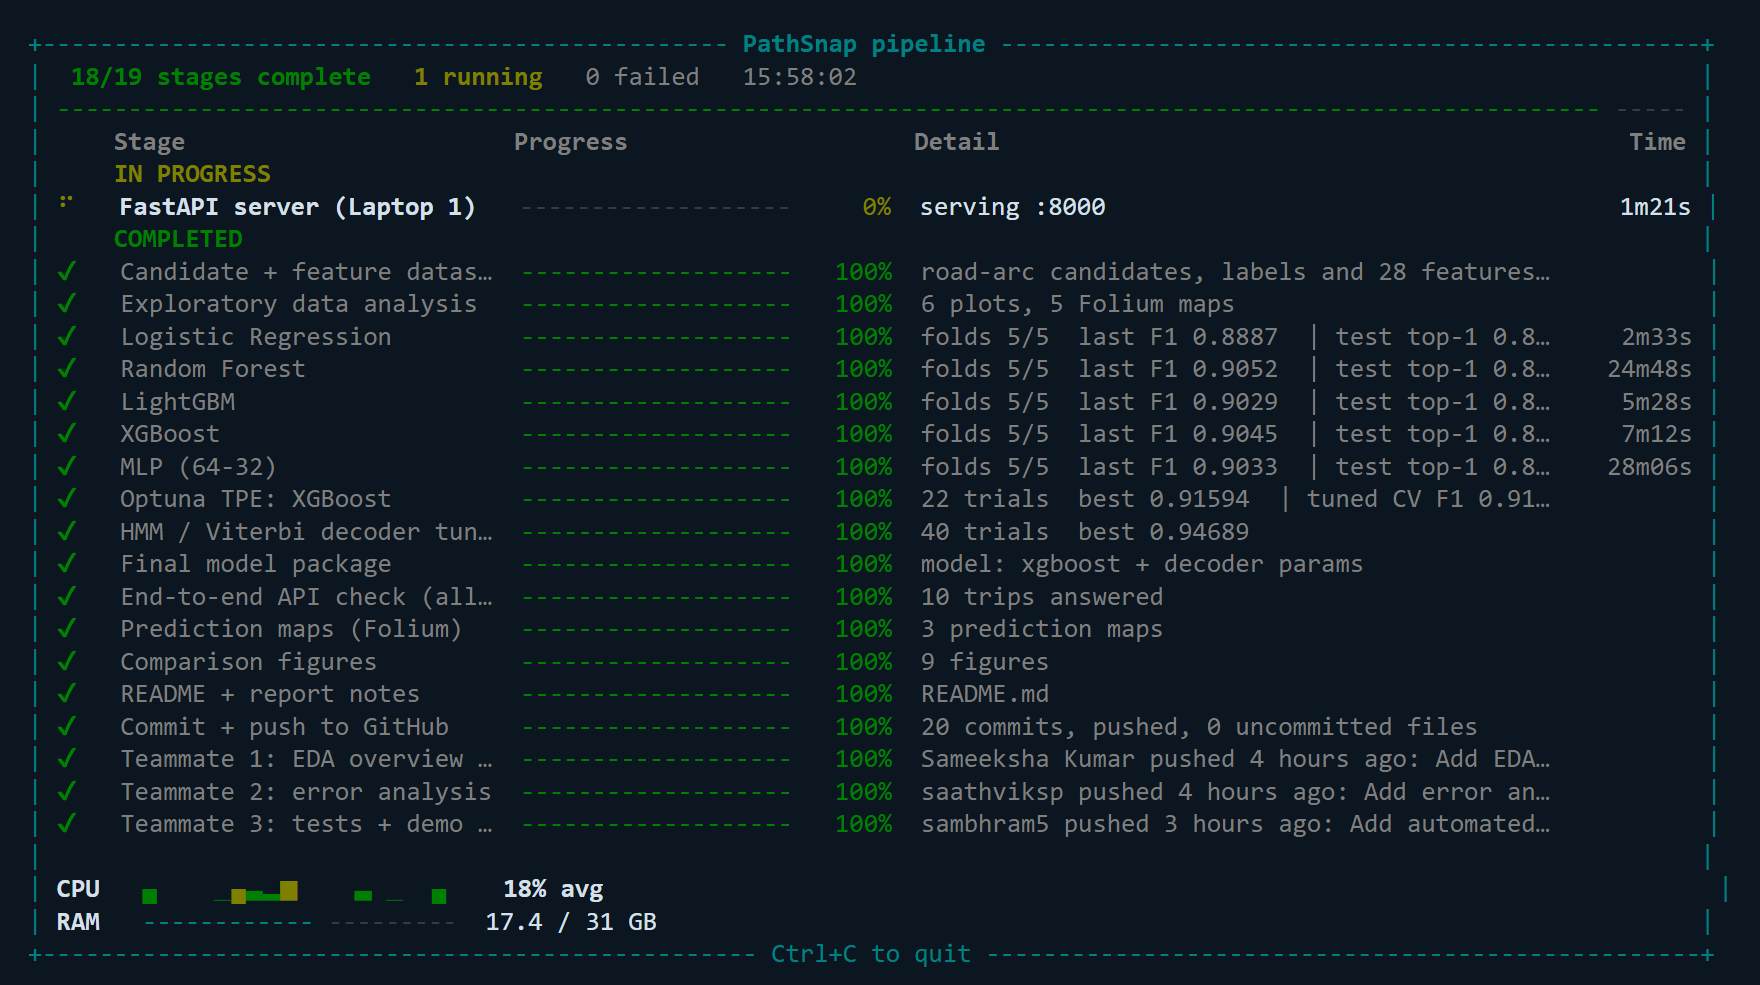 PathSnap pipeline
18/19 stages complete 1 running 0 failed 15:58:02
Stage Progress Detail Time
IN PROGRESS
FastAPI server (Laptop 1) 0% serving :8000 1m21s
COMPLETED
✓ Candidate + feature datas… 100% road-arc candidates, labels and 28 features…
✓ Exploratory data analysis 100% 6 plots, 5 Folium maps
✓ Logistic Regression 100% folds 5/5 last F1 0.8887 | test top-1 0.8… 2m33s
✓ Random Forest 100% folds 5/5 last F1 0.9052 | test top-1 0.8… 24m48s
✓ LightGBM 100% folds 5/5 last F1 0.9029 | test top-1 0.8… 5m28s
✓ XGBoost 100% folds 5/5 last F1 0.9045 | test top-1 0.8… 7m12s
✓ MLP (64-32) 100% folds 5/5 last F1 0.9033 | test top-1 0.8… 28m06s
✓ Optuna TPE: XGBoost 100% 22 trials best 0.91594 | tuned CV F1 0.91…
✓ HMM / Viterbi decoder tun… 100% 40 trials best 0.94689
✓ Final model package 100% model: xgboost + decoder params
✓ End-to-end API check (all… 100% 10 trips answered
✓ Prediction maps (Folium) 100% 3 prediction maps
✓ Comparison figures 100% 9 figures
✓ README + report notes 100% README.md
✓ Commit + push to GitHub 100% 20 commits, pushed, 0 uncommitted files
✓ Teammate 1: EDA overview … 100% Sameeksha Kumar pushed 4 hours ago: Add EDA…
✓ Teammate 2: error analysis 100% saathviksp pushed 4 hours ago: Add error an…
✓ Teammate 3: tests + demo … 100% sambhram5 pushed 3 hours ago: Add automated…
CPU 18% avg
RAM 17.4 / 31 GB
Ctrl+C to quit